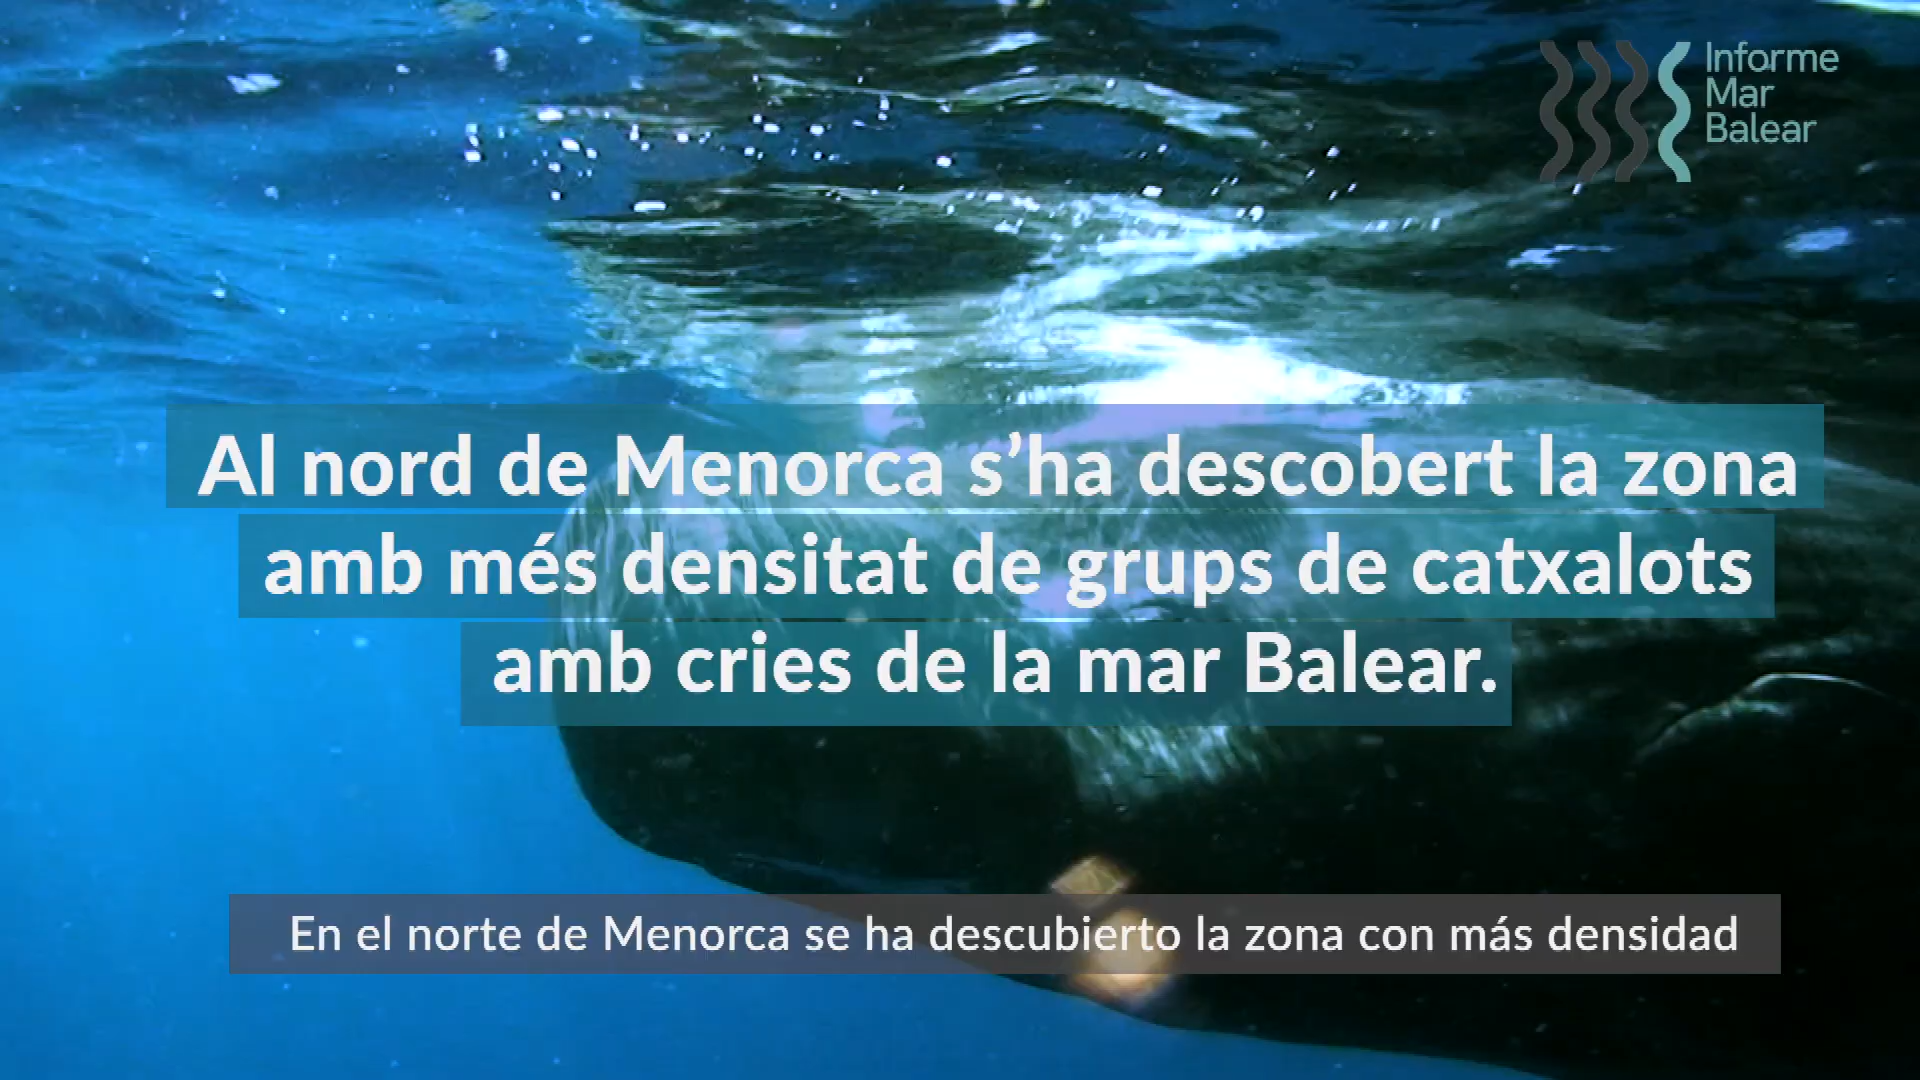 Informe
Mar
Balear
Al nord de Menorca s’ha descobert la zona
amb més densitat de grups de catxalots
amb cries de la mar Balear.
En el norte de Menorca se ha descubierto la zona con más densidad